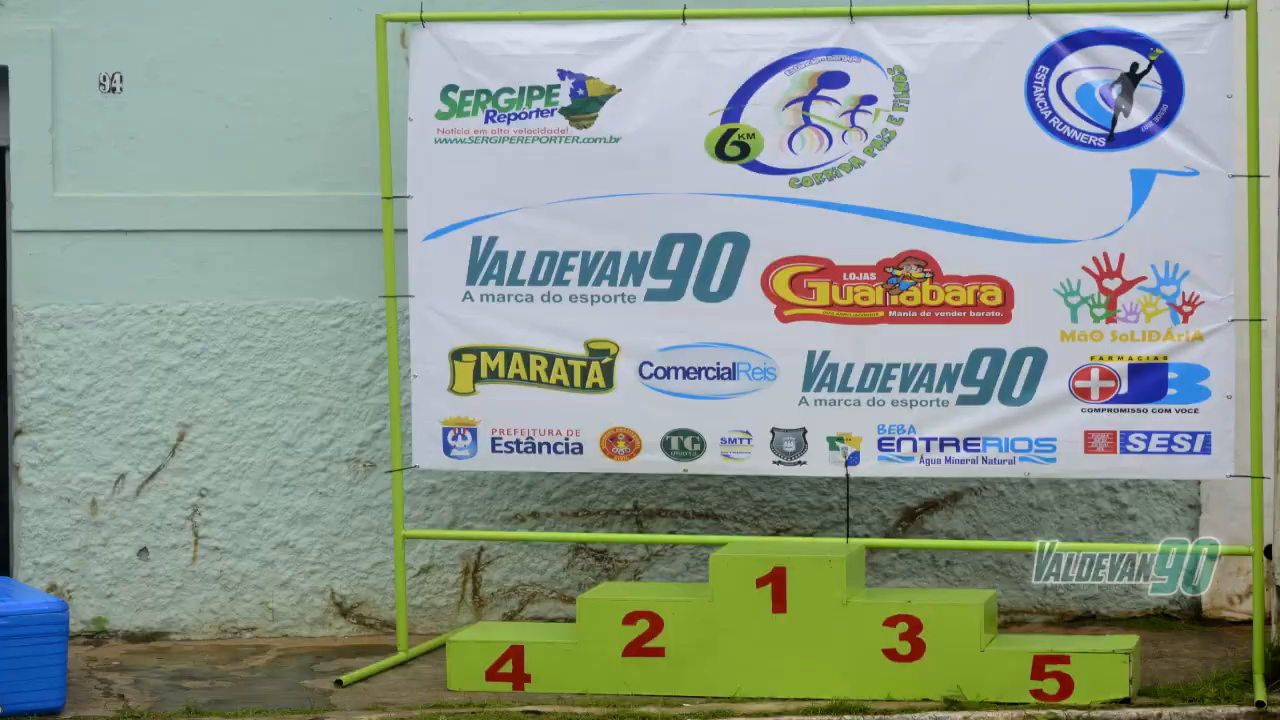 94
SERGIPE
Repórter
Notícia em alta velocidade!
www.SERGIPEREPORTER.com.br
6 KM
CORRIDA PAIS E FILHOS
ESTÂNCIA RUNNERS
VALDEVAN90
A marca do esporte
LOJAS
Guanabara
Mania de vender barato.
MãO SoLIDÁRIA
MARATÁ
ComercialReis
VALDEVAN90
A marca do esporte
FARMACIAS
JB
COMPROMISSO COM VOCÊ
PREFEITURA DE
Estância
TG
SMTT
BEBA
ENTRERIOS
Água Mineral Natural
SESI
VALDEVAN90
1
2
3
4
5